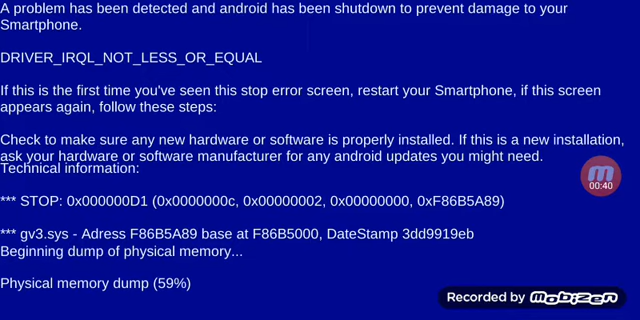 A problem has been detected and android has been shutdown to prevent damage to your
Smartphone.
DRIVER_IRQL_NOT_LESS_OR_EQUAL
If this is the first time you've seen this stop error screen, restart your Smartphone, if this screen
appears again, follow these steps:
Check to make sure any new hardware or software is properly installed. If this is a new installation,
ask your hardware or software manufacturer for any android updates you might need.
Technical information:
m
00:40
*** STOP: 0x000000D1 (0x0000000c, 0x00000002, 0x00000000, 0xF86B5A89)
*** gv3.sys - Adress F86B5A89 base at F86B5000, DateStamp 3dd9919eb
Beginning dump of physical memory...
Physical memory dump (59%)
Recorded by mobizen